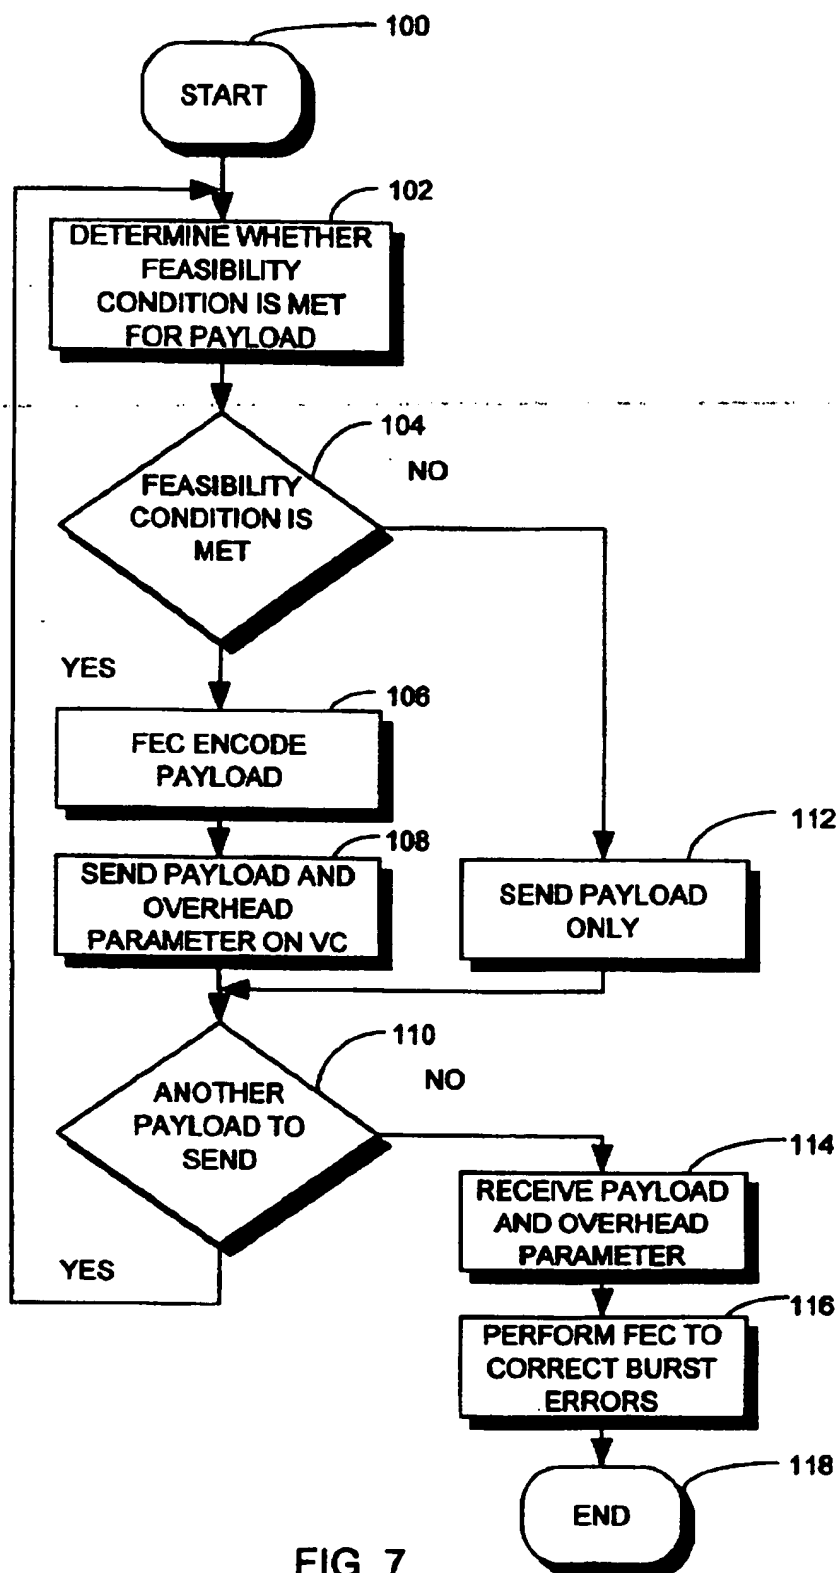 100
START
102
DETERMINE WHETHER
FEASIBILITY
CONDITION IS MET
FOR PAYLOAD
104
NO
FEASIBILITY
CONDITION IS
MET
YES
106
FEC ENCODE
PAYLOAD
108
SEND PAYLOAD AND
OVERHEAD
PARAMETER ON VC
112
SEND PAYLOAD
ONLY
110
NO
ANOTHER
PAYLOAD TO
SEND
YES
114
RECEIVE PAYLOAD
AND OVERHEAD
PARAMETER
116
PERFORM FEC TO
CORRECT BURST
ERRORS
118
END
FIG. 7